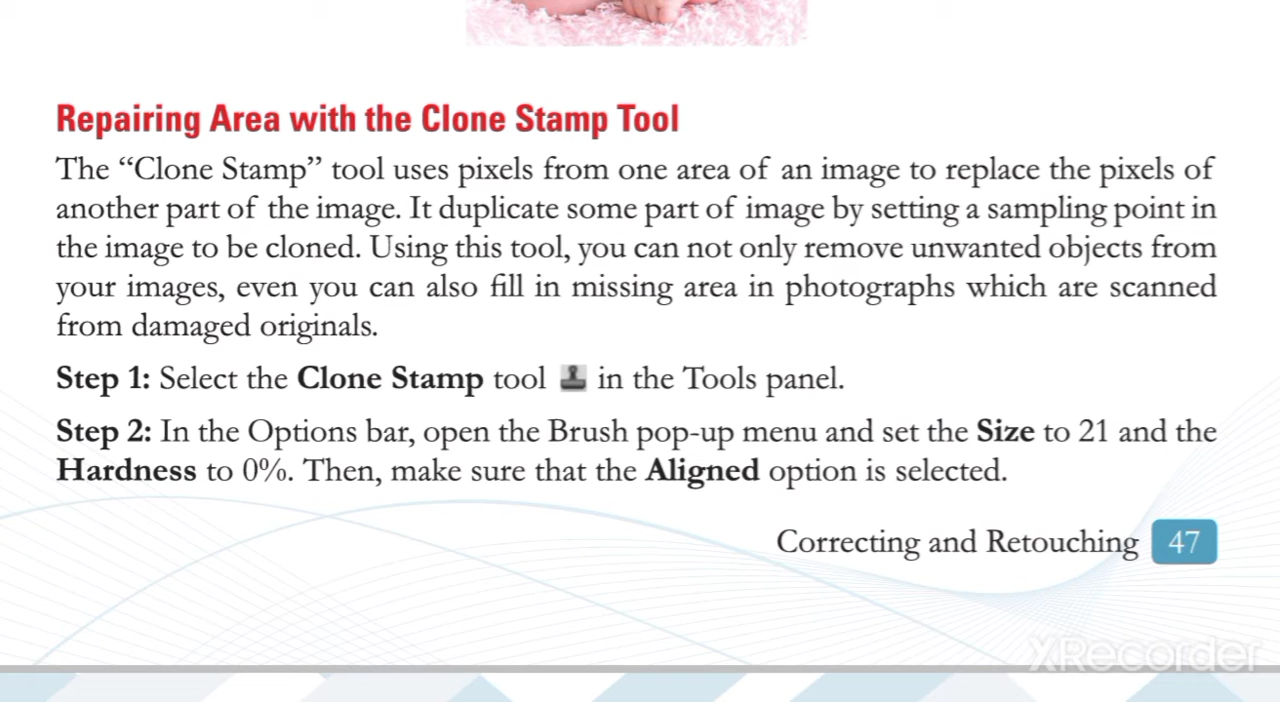 Repairing Area with the Clone Stamp Tool
The “Clone Stamp” tool uses pixels from one area of an image to replace the pixels of
another part of the image. It duplicate some part of image by setting a sampling point in
the image to be cloned. Using this tool, you can not only remove unwanted objects from
your images, even you can also fill in missing area in photographs which are scanned
from damaged originals.
Step 1: Select the Clone Stamp tool in the Tools panel.
Step 2: In the Options bar, open the Brush pop-up menu and set the Size to 21 and the
Hardness to 0%. Then, make sure that the Aligned option is selected.
Correcting and Retouching 47
XRecorder